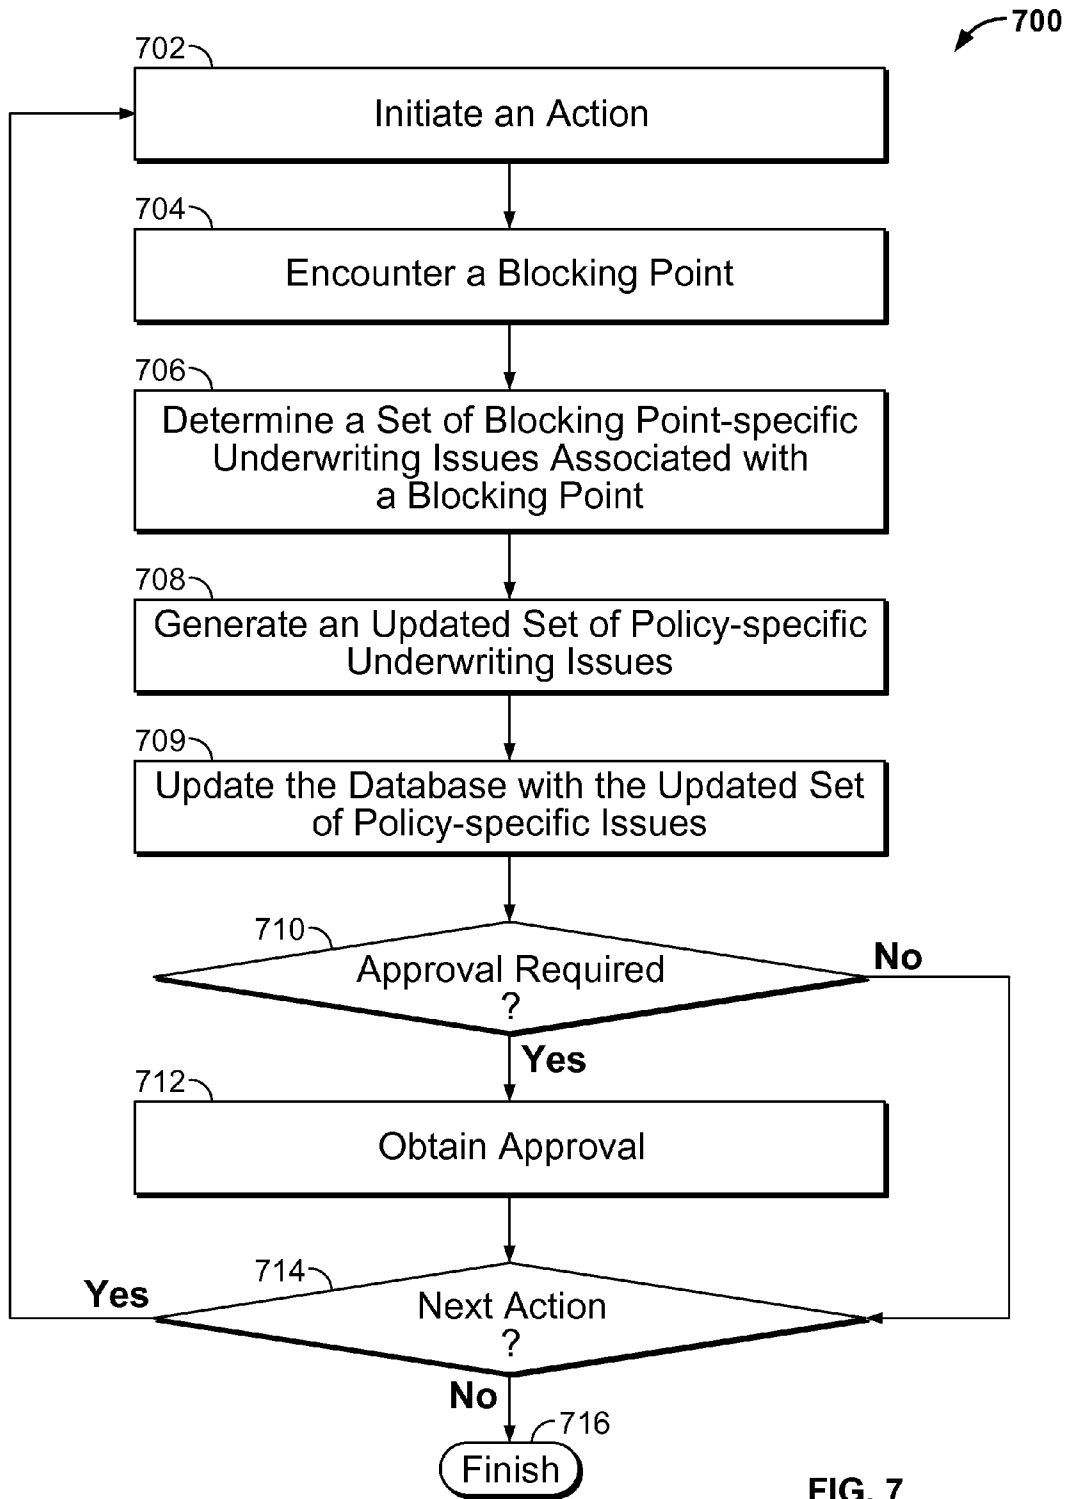 700
702
Initiate an Action
704
Encounter a Blocking Point
706
Determine a Set of Blocking Point-specific
Underwriting Issues Associated with
a Blocking Point
708
Generate an Updated Set of Policy-specific
Underwriting Issues
709
Update the Database with the Updated Set
of Policy-specific Issues
710
Approval Required
?
No
Yes
712
Obtain Approval
714
Next Action
?
Yes
No
716
Finish
FIG. 7